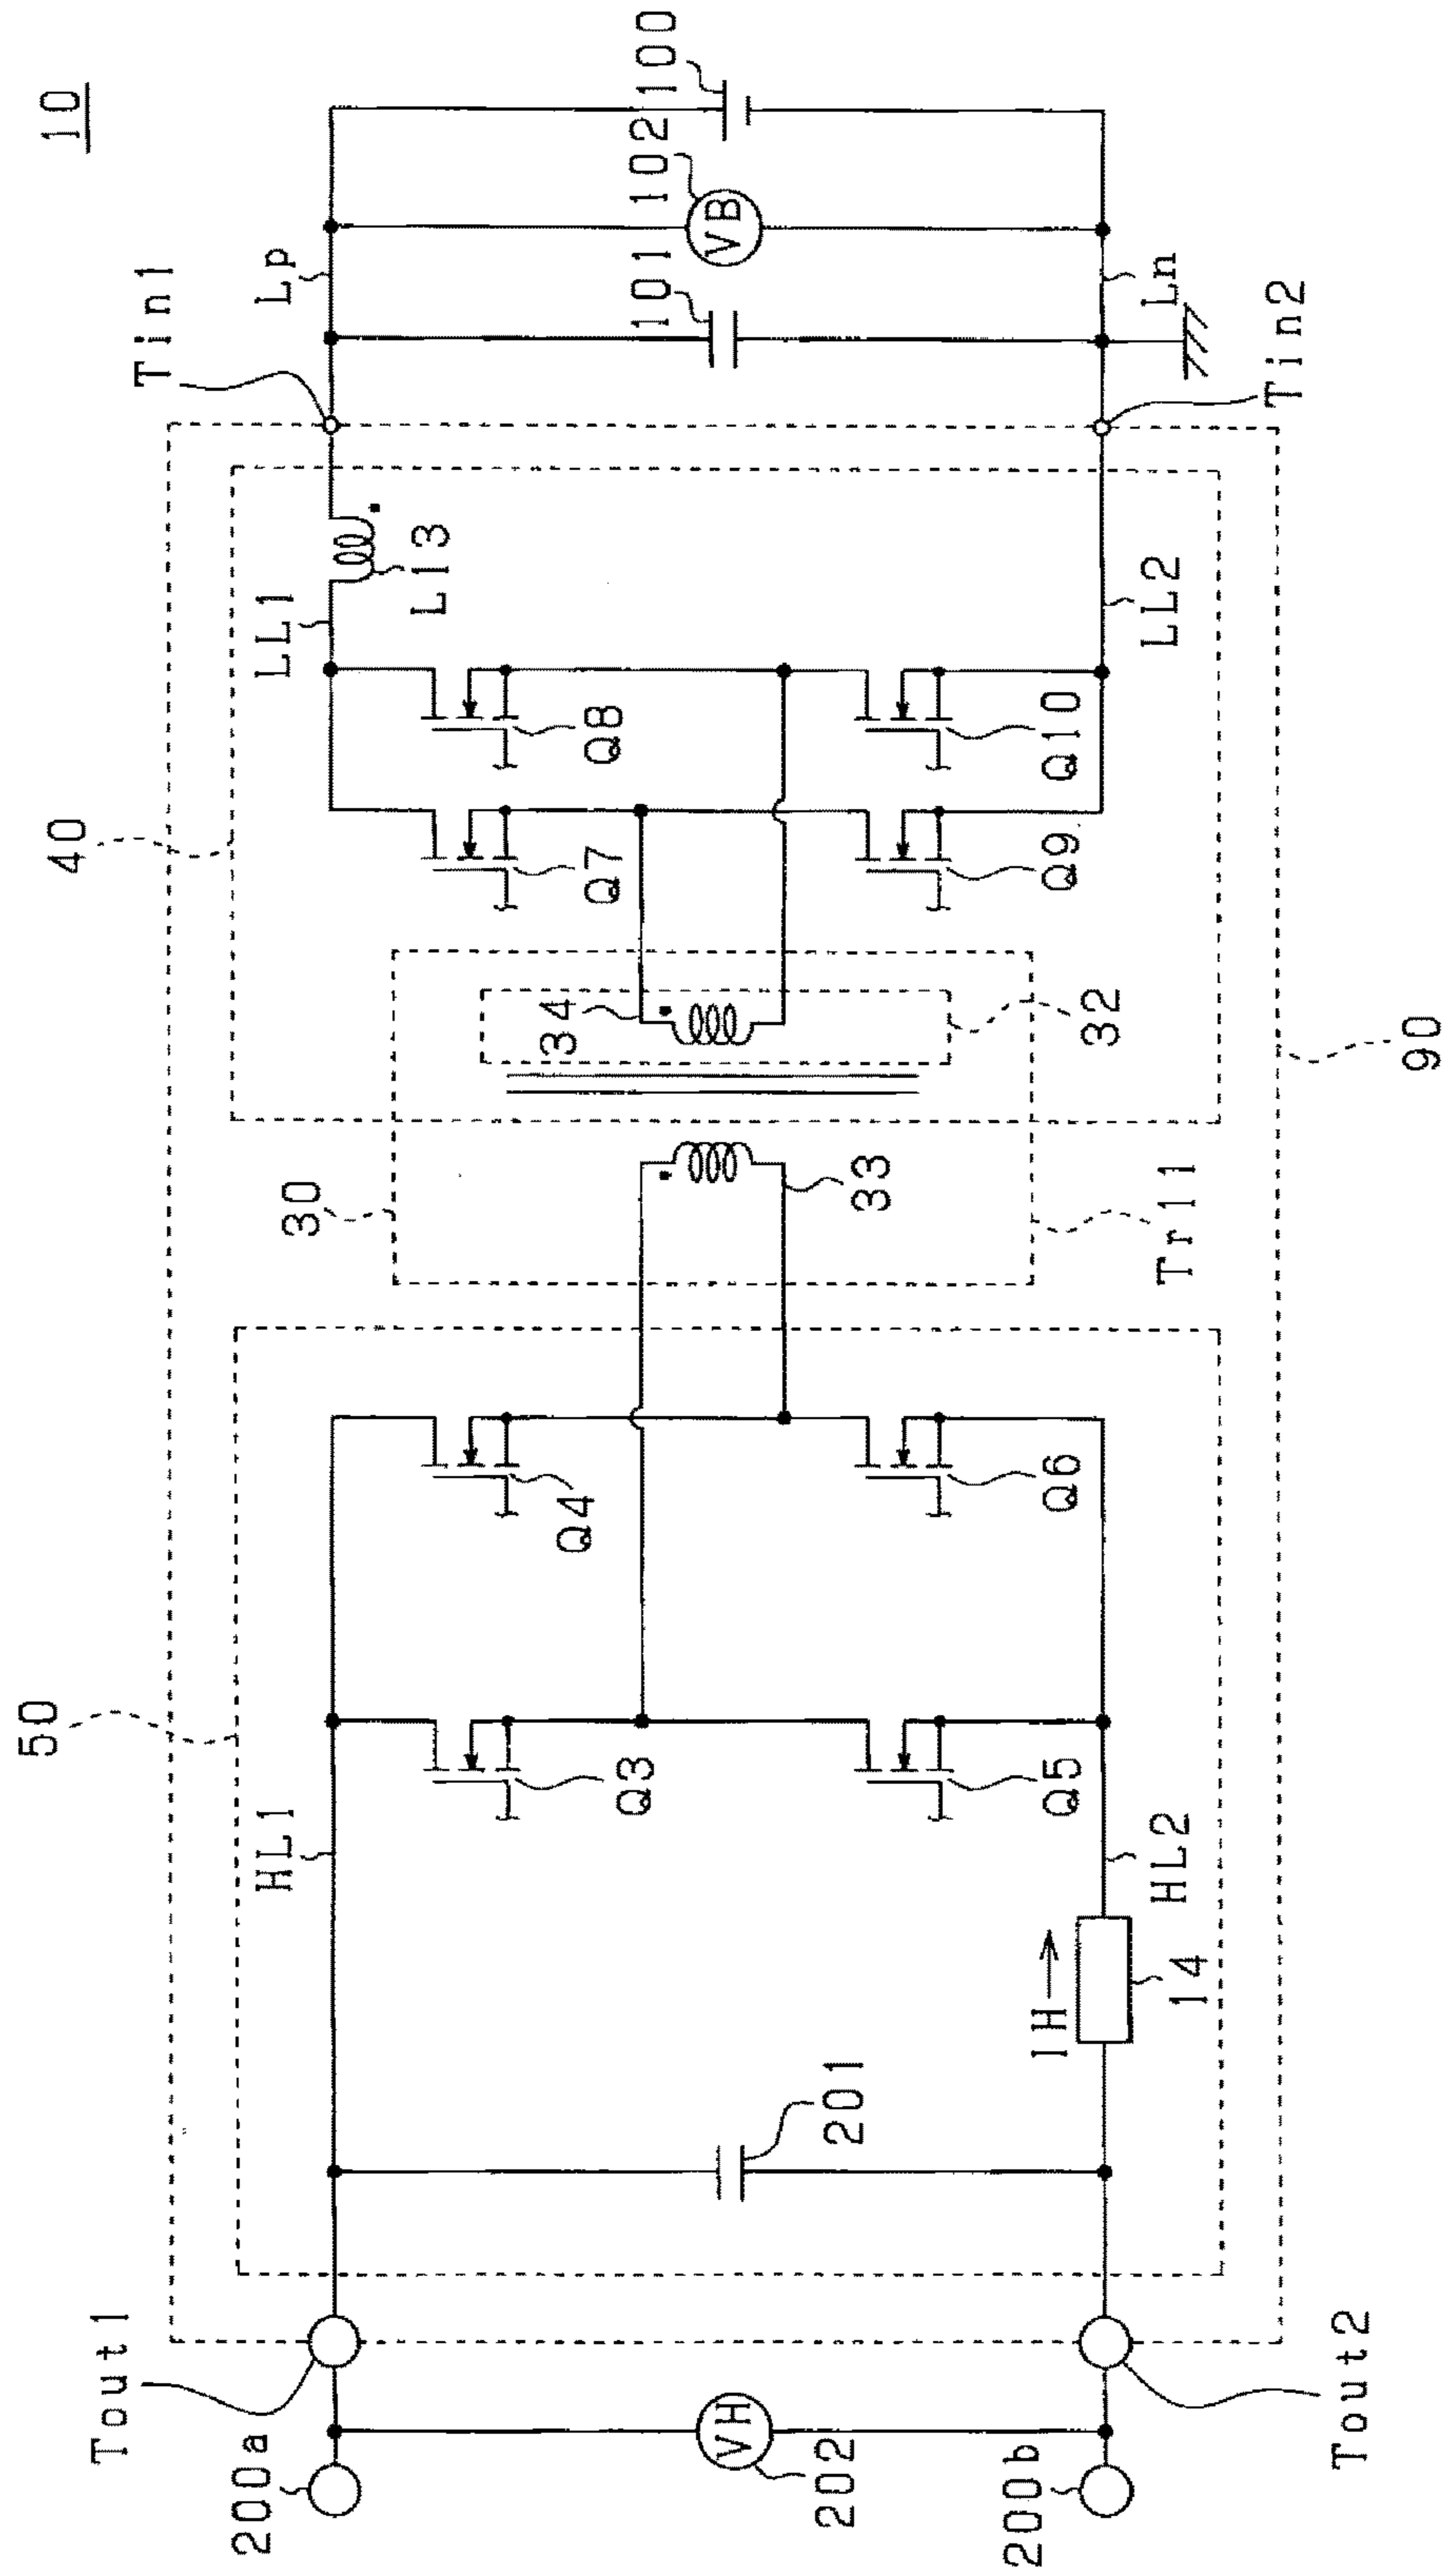 10
100
102
VB
101
Lp
Ln
Tin1
Tin2
LL1
L13
LL2
Q8
Q10
40
Q7
Q9
34
32
90
30
33
Tr11
50
Q4
Q6
Q3
Q5
HL1
HL2
IH
14
201
Tout1
Tout2
200a
VH
202
200b